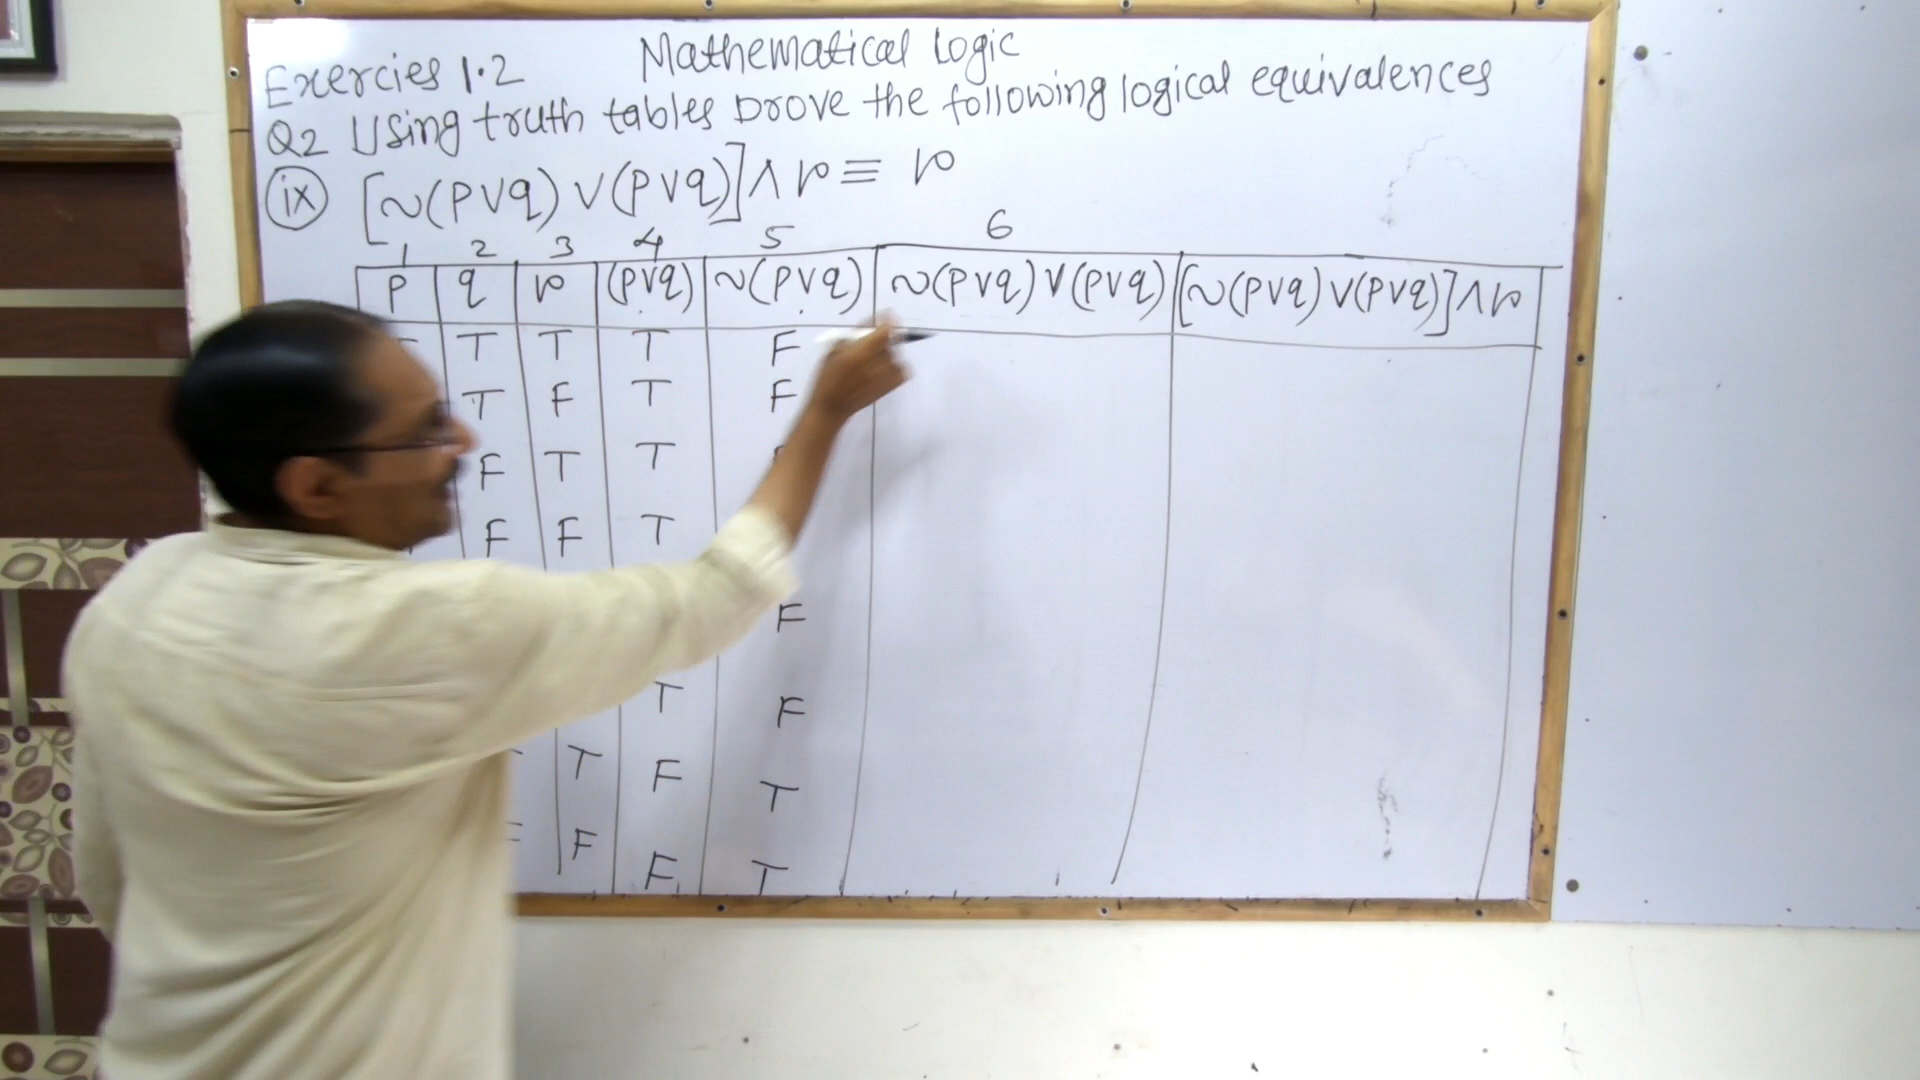 Mathematical Logic
Exercies 1.2
Q2 Using truth tables prove the following logical equivalences
ix [~(p∨q) ∨ (p∨q)] ∧ r ≡ r
1 2 3 4 5 6
p q r (p∨q) ~(p∨q) ~(p∨q) ∨ (p∨q) [~(p∨q) ∨ (p∨q)] ∧ r
T T T F
T F T F
F T T
F F T
F
T F
T F T
F F T